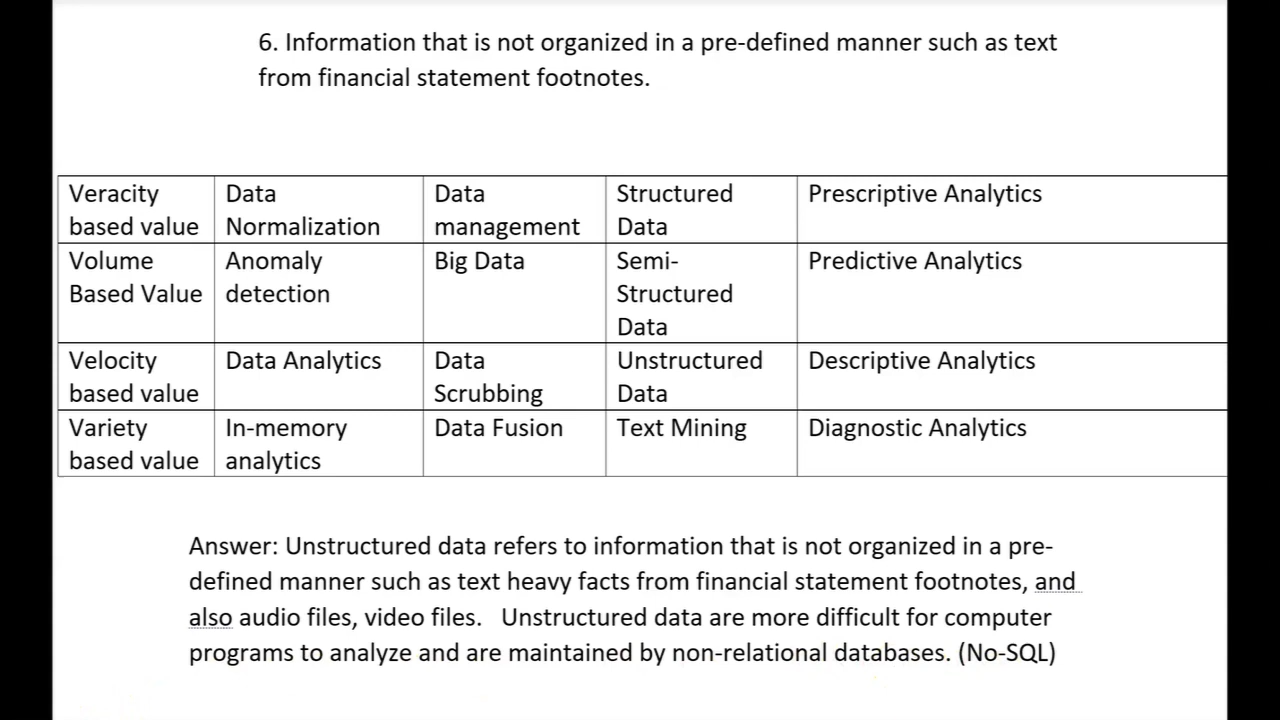 6. Information that is not organized in a pre-defined manner such as text
from financial statement footnotes.
Veracity
based value
Data
Normalization
Data
management
Structured
Data
Prescriptive Analytics
Volume
Based Value
Anomaly
detection
Big Data
Semi-
Structured
Data
Predictive Analytics
Velocity
based value
Data Analytics
Data
Scrubbing
Unstructured
Data
Descriptive Analytics
Variety
based value
In-memory
analytics
Data Fusion
Text Mining
Diagnostic Analytics
Answer: Unstructured data refers to information that is not organized in a pre-
defined manner such as text heavy facts from financial statement footnotes, and
also audio files, video files.   Unstructured data are more difficult for computer
programs to analyze and are maintained by non-relational databases. (No-SQL)